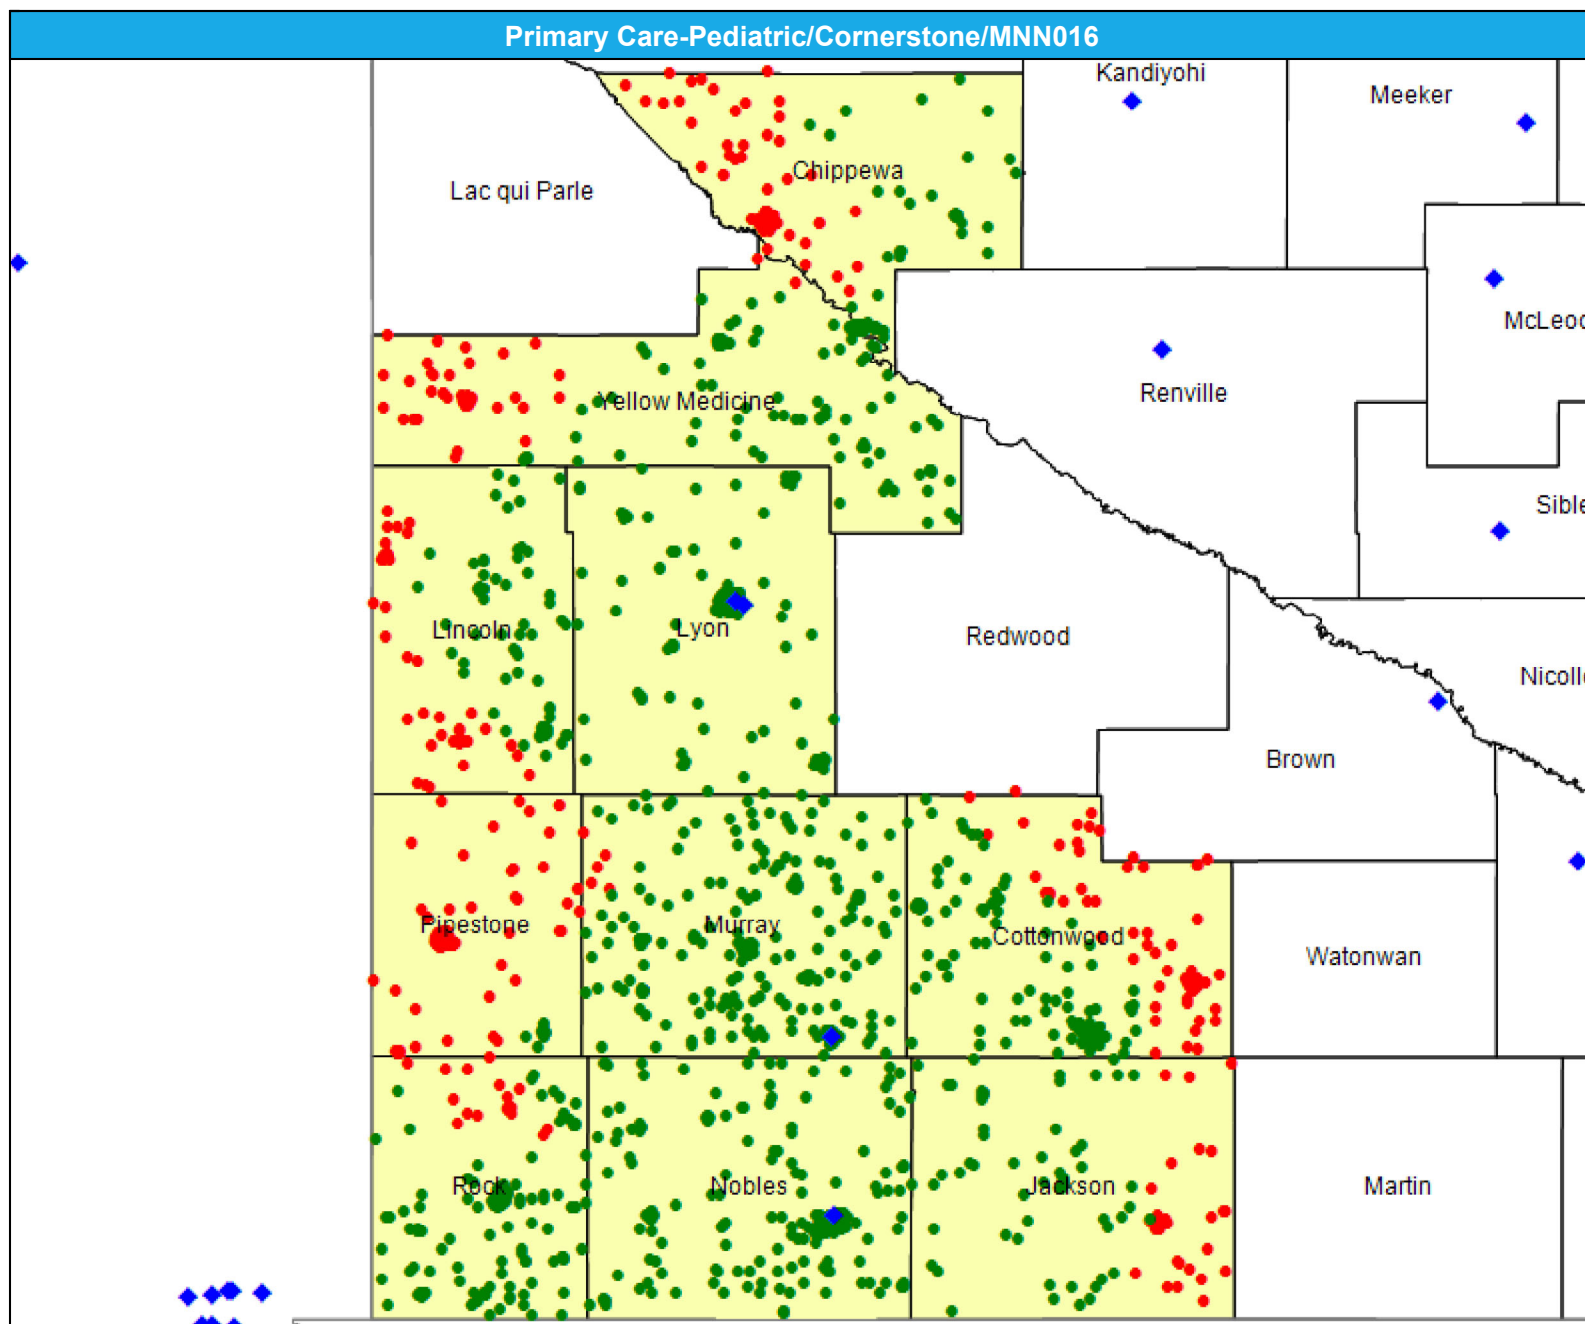 Primary Care-Pediatric/Cornerstone/MNN016
Kandiyohi
Meeker
Chippewa
Lac qui Parle
McLeod
Renville
Yellow Medicine
Sible
Lincoln
Lyon
Redwood
Nicolle
Brown
Pipestone
Murray
Cottonwood
Watonwan
Rock
Nobles
Jackson
Martin